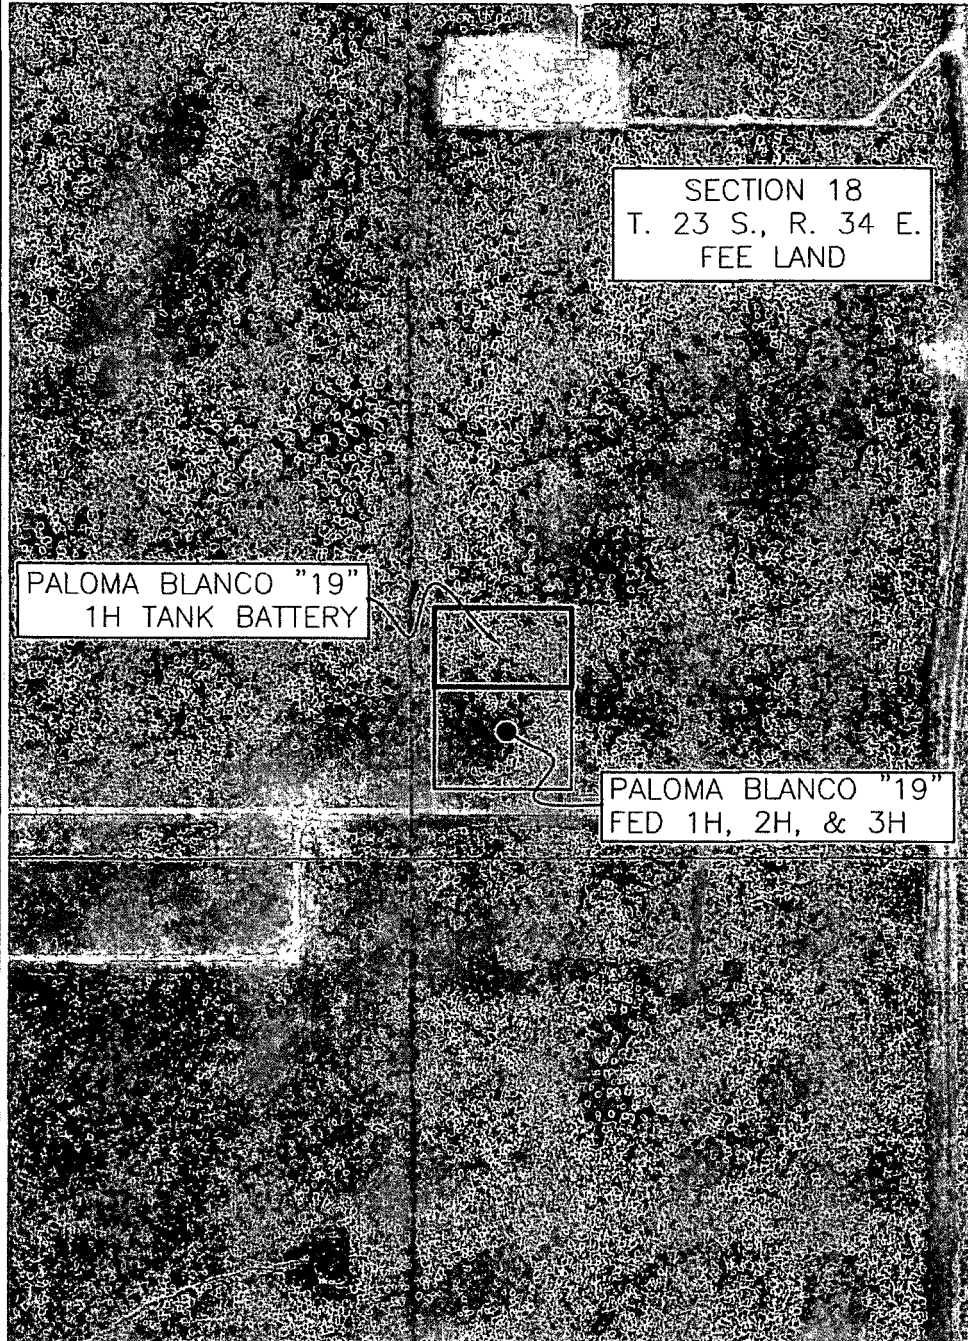 SECTION 18
T. 23 S., R. 34 E.
FEE LAND
PALOMA BLANCO "19"
1H TANK BATTERY
PALOMA BLANCO "19"
FED 1H, 2H, & 3H